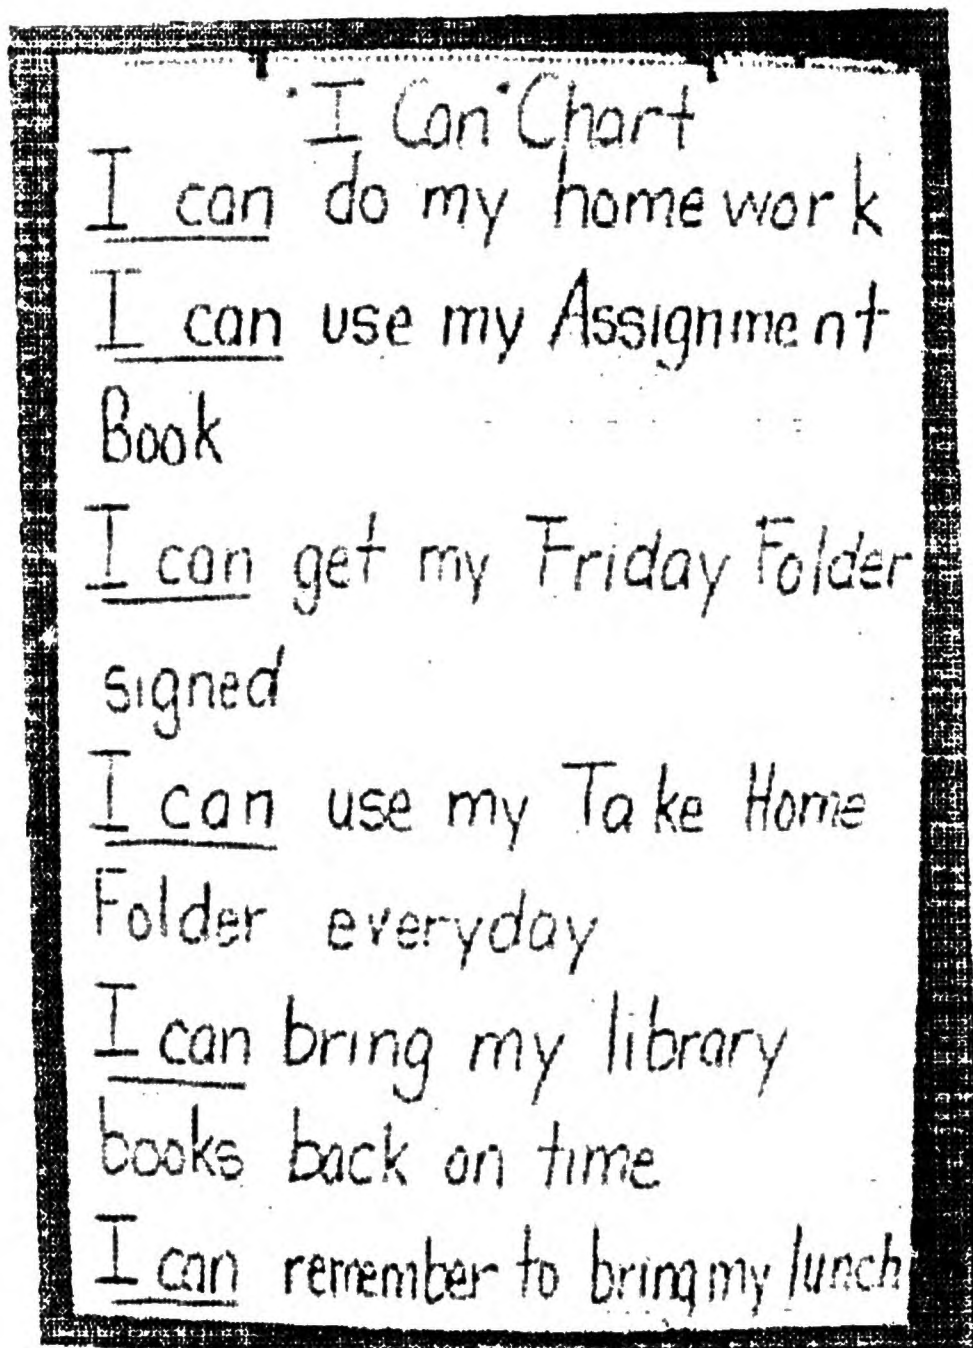 "I Can" Chart
I can do my homework
I can use my Assignment
Book
I can get my Friday Folder
signed
I can use my Take Home
Folder everyday
I can bring my library
books back on time
I can remember to bring my lunch